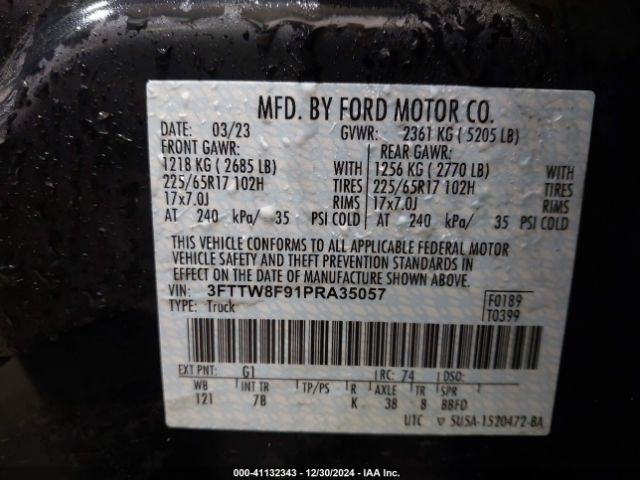 MFD. BY FORD MOTOR CO.
DATE: 03/23 GVWR: 2361 KG ( 5205 LB)
FRONT GAWR: REAR GAWR:
1218 KG ( 2685 LB) WITH 1256 KG ( 2770 LB) WITH
225/65R17 102H TIRES 225/65R17 102H TIRES
17x7.0J RIMS 17x7.0J RIMS
AT 240 kPa/ 35 PSI COLD AT 240 kPa/ 35 PSI COLD
THIS VEHICLE CONFORMS TO ALL APPLICABLE FEDERAL MOTOR
VEHICLE SAFETY AND THEFT PREVENTION STANDARDS IN
EFFECT ON THE DATE OF MANUFACTURE SHOWN ABOVE.
VIN: 3FTTW8F91PRA35057
TYPE: Truck
F0189
T0399
EXT PNT: G1 RC: 74 DSO:
WB INT TR TP/PS R AXLE TR SPR
121 7B K 38 8 88FD
UTC ▽ 5U5A-1520472-BA
000-41132343 - 12/30/2024 - IAA Inc.